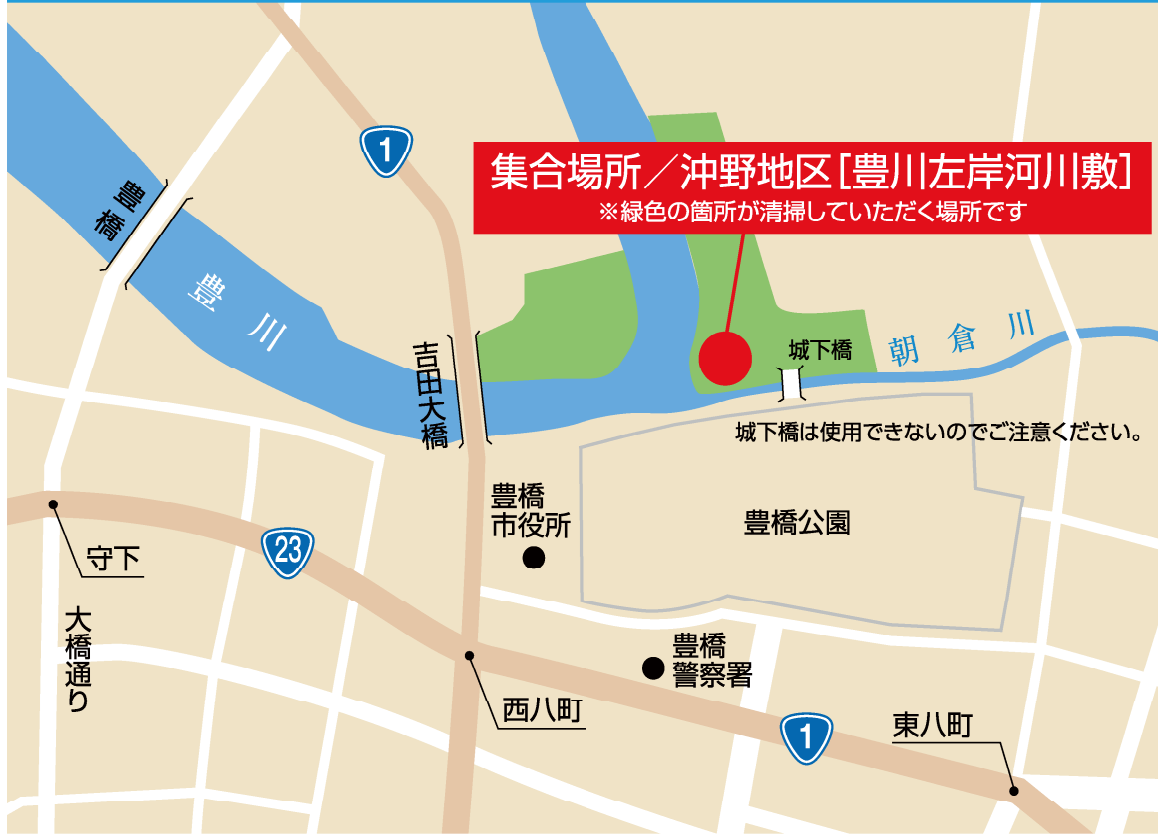 1
集合場所／沖野地区[豊川左岸河川敷]
※緑色の箇所が清掃していただく場所です
豊橋
豊川
吉田大橋
城下橋
朝倉川
城下橋は使用できないのでご注意ください。
豊橋
市役所
豊橋公園
23
守下
大橋通り
豊橋
警察署
西八町
1
東八町